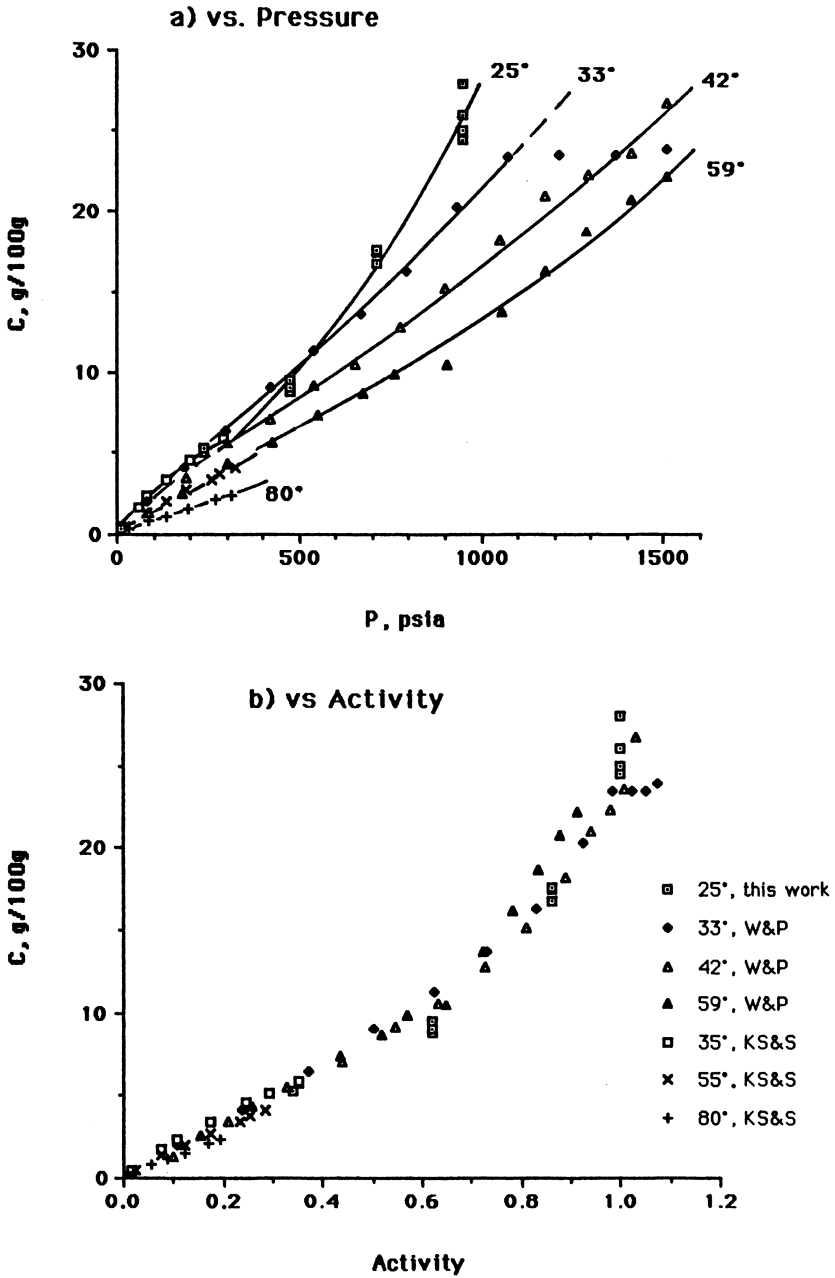 a) vs. Pressure
30
20
10
0
C, g/100g
25°
33°
42°
59°
80°
0
500
1000
1500
P, psia
b) vs Activity
30
20
10
0
C, g/100g
25°, this work
33°, W&P
42°, W&P
59°, W&P
35°, KS&S
55°, KS&S
80°, KS&S
0.0
0.2
0.4
0.6
0.8
1.0
1.2
Activity